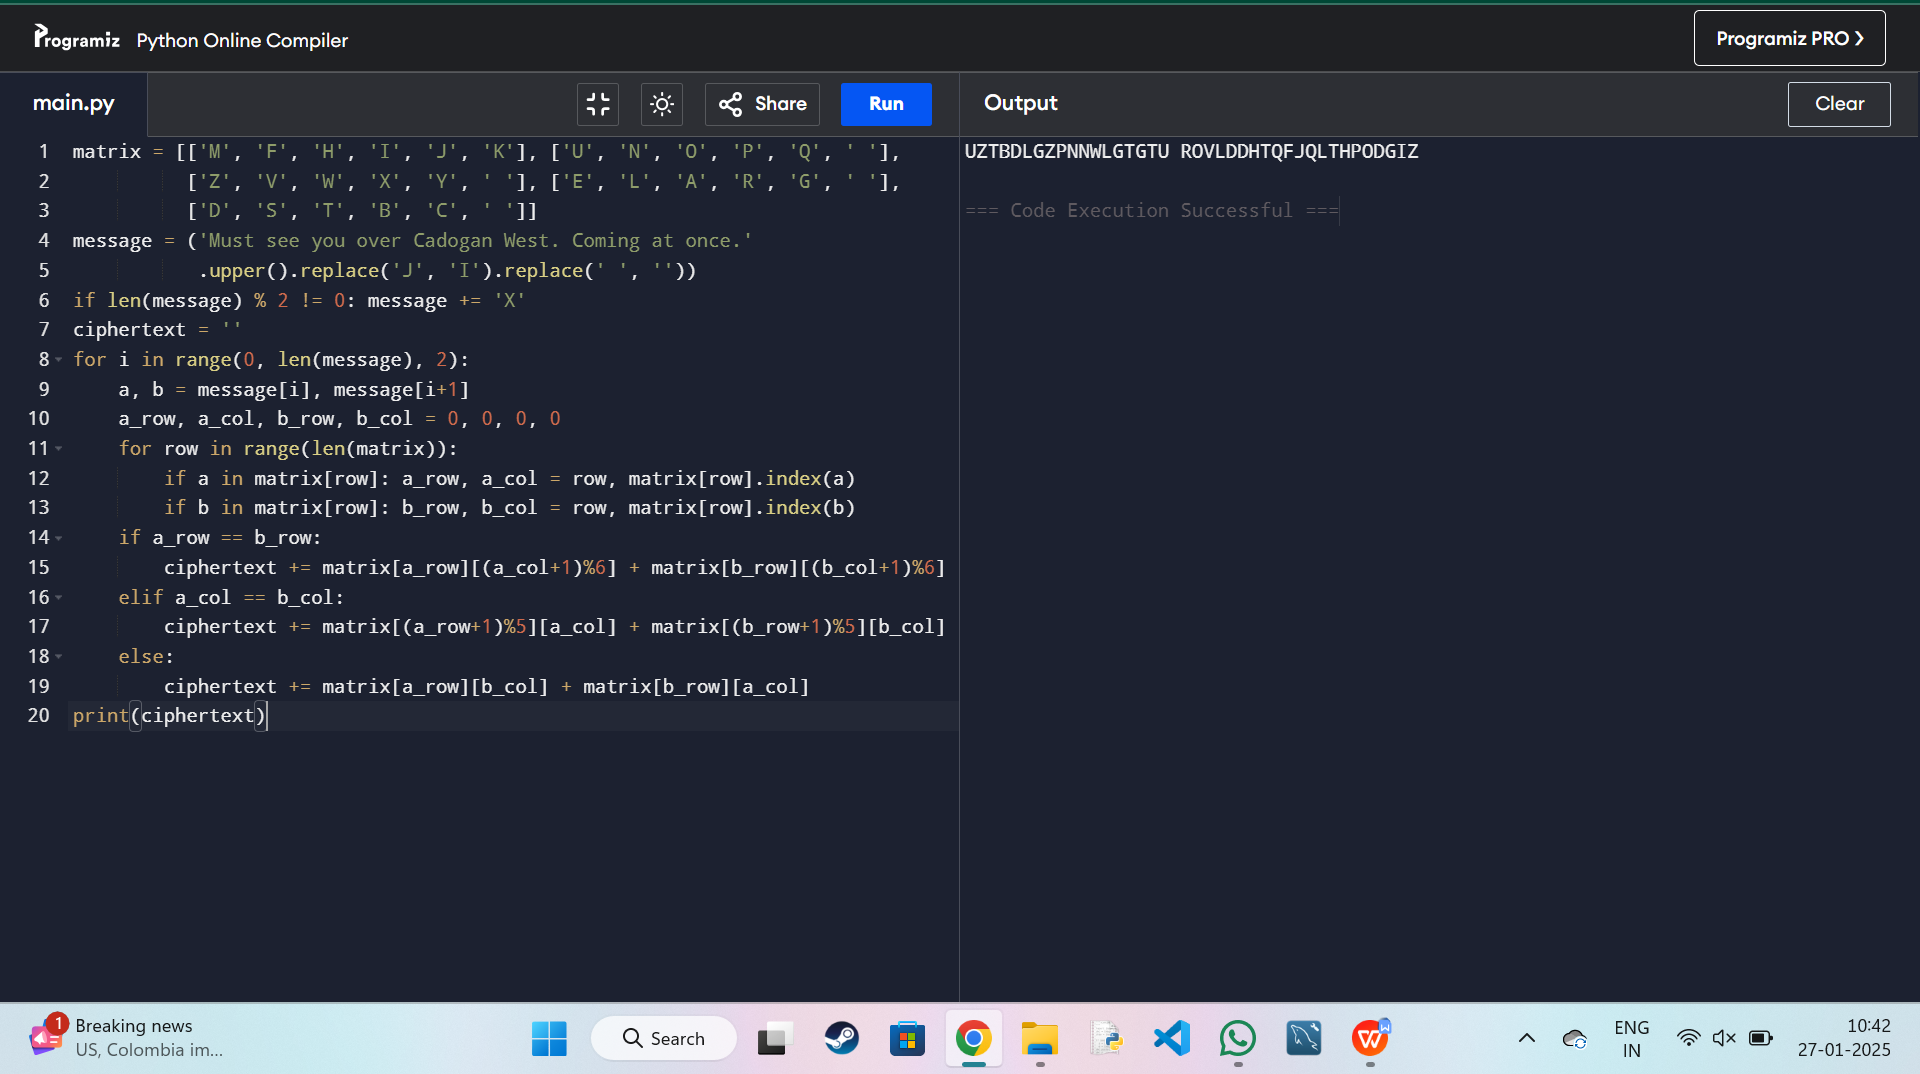 Programiz Python Online Compiler
Programiz PRO ❯
main.py
Share
Run
Output
Clear
1 matrix = [['M', 'F', 'H', 'I', 'J', 'K'], ['U', 'N', 'O', 'P', 'Q', ' '],
2           ['Z', 'V', 'W', 'X', 'Y', ' '], ['E', 'L', 'A', 'R', 'G', ' '],
3           ['D', 'S', 'T', 'B', 'C', ' ']]
4 message = ('Must see you over Cadogan West. Coming at once.'
5            .upper().replace('J', 'I').replace(' ', ''))
6 if len(message) % 2 != 0: message += 'X'
7 ciphertext = ''
8 for i in range(0, len(message), 2):
9     a, b = message[i], message[i+1]
10     a_row, a_col, b_row, b_col = 0, 0, 0, 0
11     for row in range(len(matrix)):
12         if a in matrix[row]: a_row, a_col = row, matrix[row].index(a)
13         if b in matrix[row]: b_row, b_col = row, matrix[row].index(b)
14     if a_row == b_row:
15         ciphertext += matrix[a_row][(a_col+1)%6] + matrix[b_row][(b_col+1)%6]
16     elif a_col == b_col:
17         ciphertext += matrix[(a_row+1)%5][a_col] + matrix[(b_row+1)%5][b_col]
18     else:
19         ciphertext += matrix[a_row][b_col] + matrix[b_row][a_col]
20 print(ciphertext)
UZTBDLGZPNNWLGTGTU ROVLDDHTQFJQLTHPODGIZ
=== Code Execution Successful ===
1
Breaking news
US, Colombia im...
Search
W
ENG
IN
10:42
27-01-2025